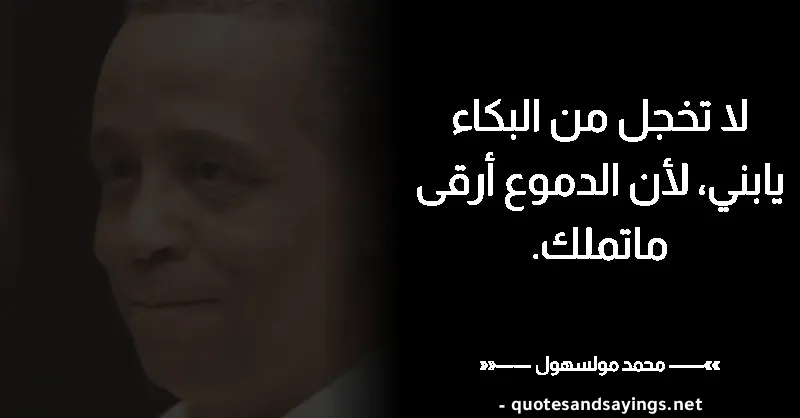 لا تخجل من البكاء
يابني، لأن الدموع أرقى
ماتملك.
»»—— محمد مولسهول ——««
- quotesandsayings.net